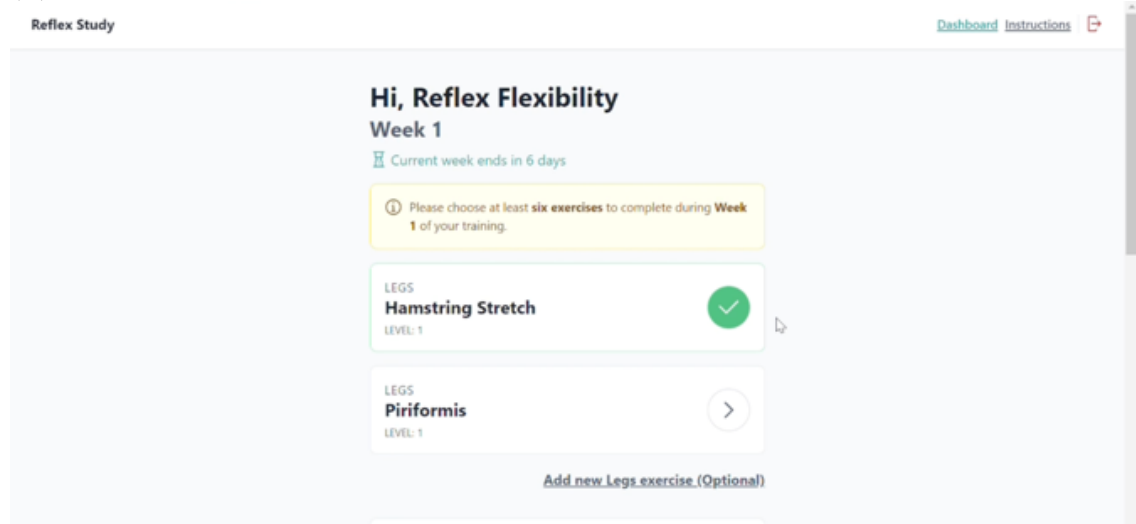 Reflex Study
Dashboard Instructions
Hi, Reflex Flexibility
Week 1
Current week ends in 6 days
Please choose at least six exercises to complete during Week
1 of your training.
LEGS
Hamstring Stretch
LEVEL: 1
LEGS
Piriformis
LEVEL: 1
Add new Legs exercise (Optional)